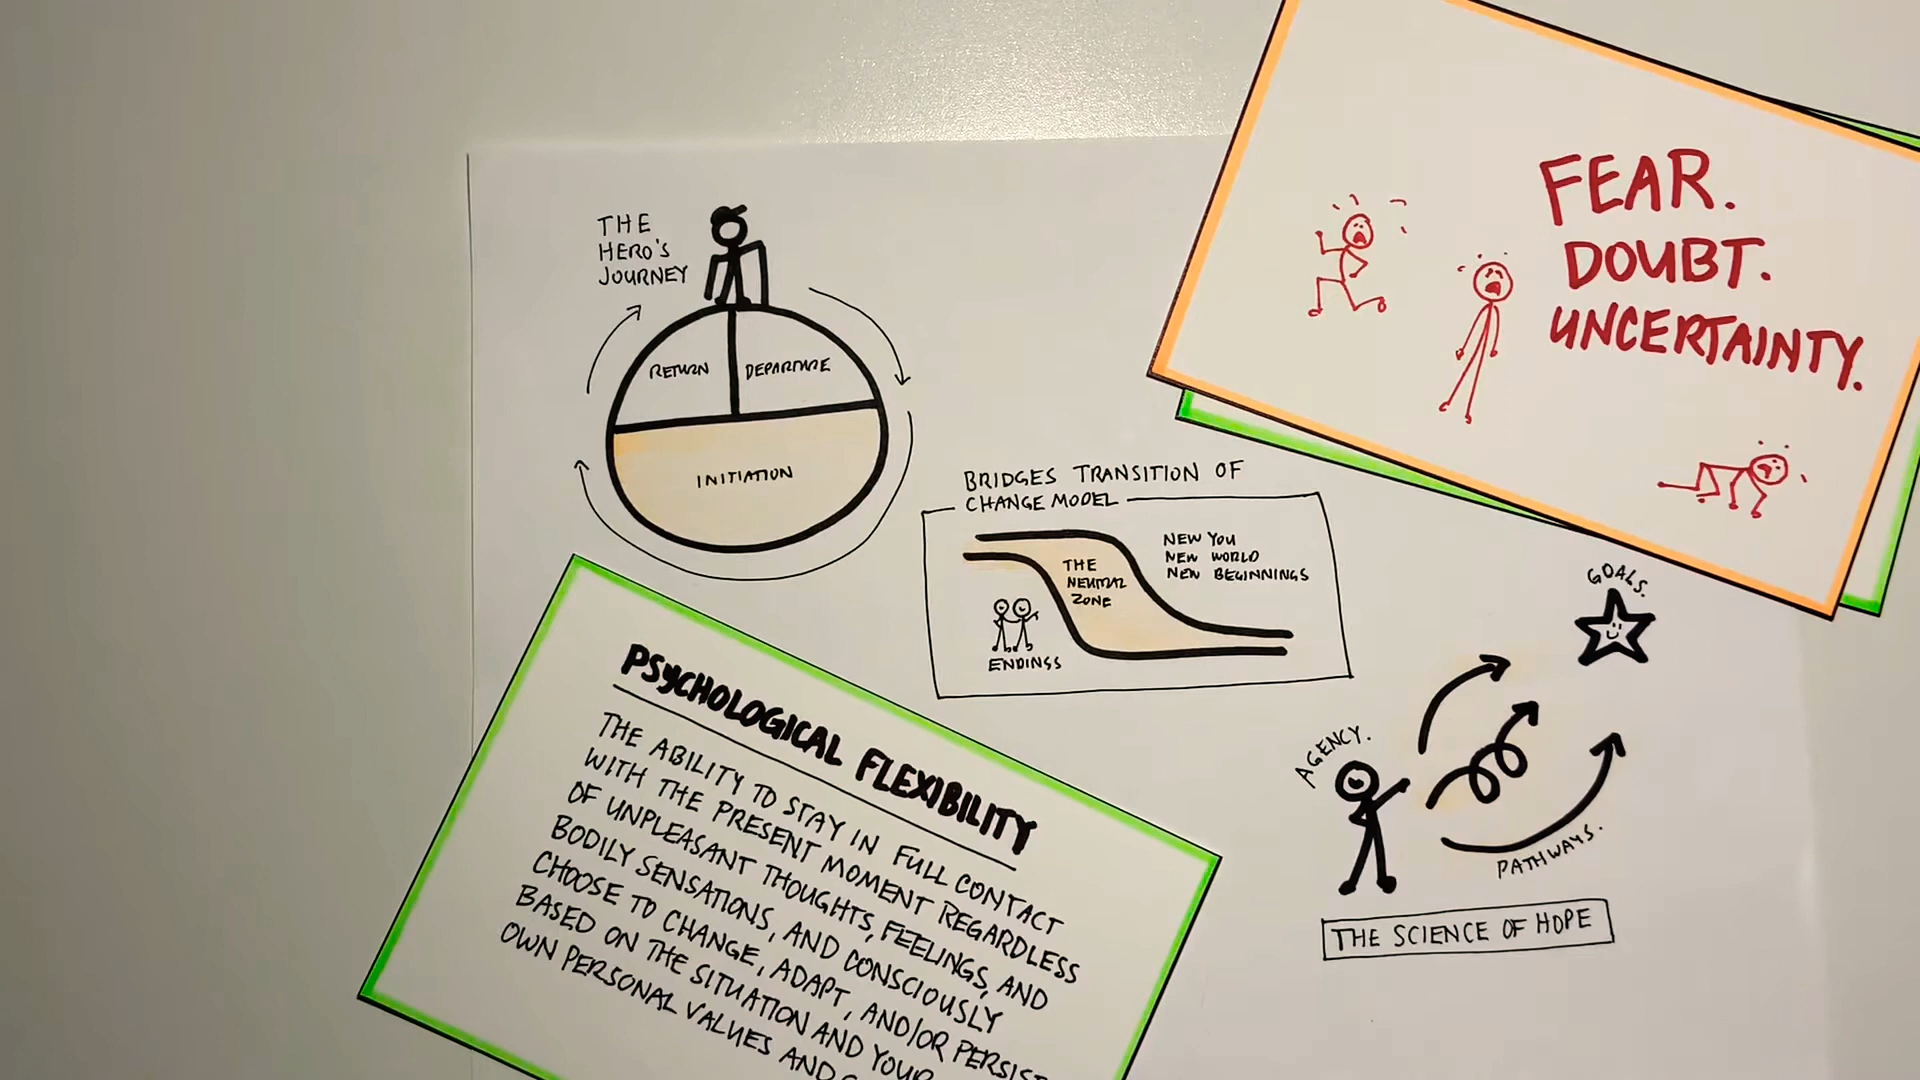 THE
HERO'S
JOURNEY
RETURN
DEPARTURE
INITIATION
FEAR.
DOUBT.
UNCERTAINTY.
BRIDGES TRANSITION OF
CHANGE MODEL
THE
NEUTRAL
ZONE
NEW YOU
NEW WORLD
NEW BEGINNINGS
ENDINGS
PSYCHOLOGICAL FLEXIBILITY
THE ABILITY TO STAY IN FULL CONTACT
WITH THE PRESENT MOMENT REGARDLESS
OF UNPLEASANT THOUGHTS, FEELINGS, AND
BODILY SENSATIONS, AND CONSCIOUSLY
CHOOSE TO CHANGE, ADAPT, AND/OR PERSIST
BASED ON THE SITUATION AND YOUR
OWN PERSONAL VALUES AND
GOALS.
AGENCY.
PATHWAYS.
THE SCIENCE OF HOPE